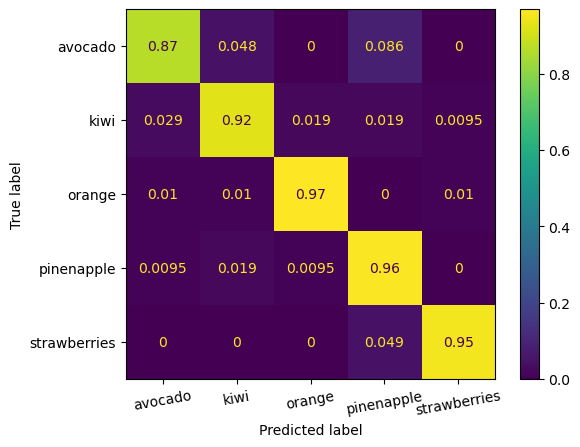 avocado 0.87 0.048 0 0.086 0
kiwi 0.029 0.92 0.019 0.019 0.0095
orange 0.01 0.01 0.97 0 0.01
pinenapple 0.0095 0.019 0.0095 0.96 0
strawberries 0 0 0.049 0.95
avocado kiwi orange pinenapple strawberries
True label
Predicted label
0.8
0.6
0.4
0.2
0.0